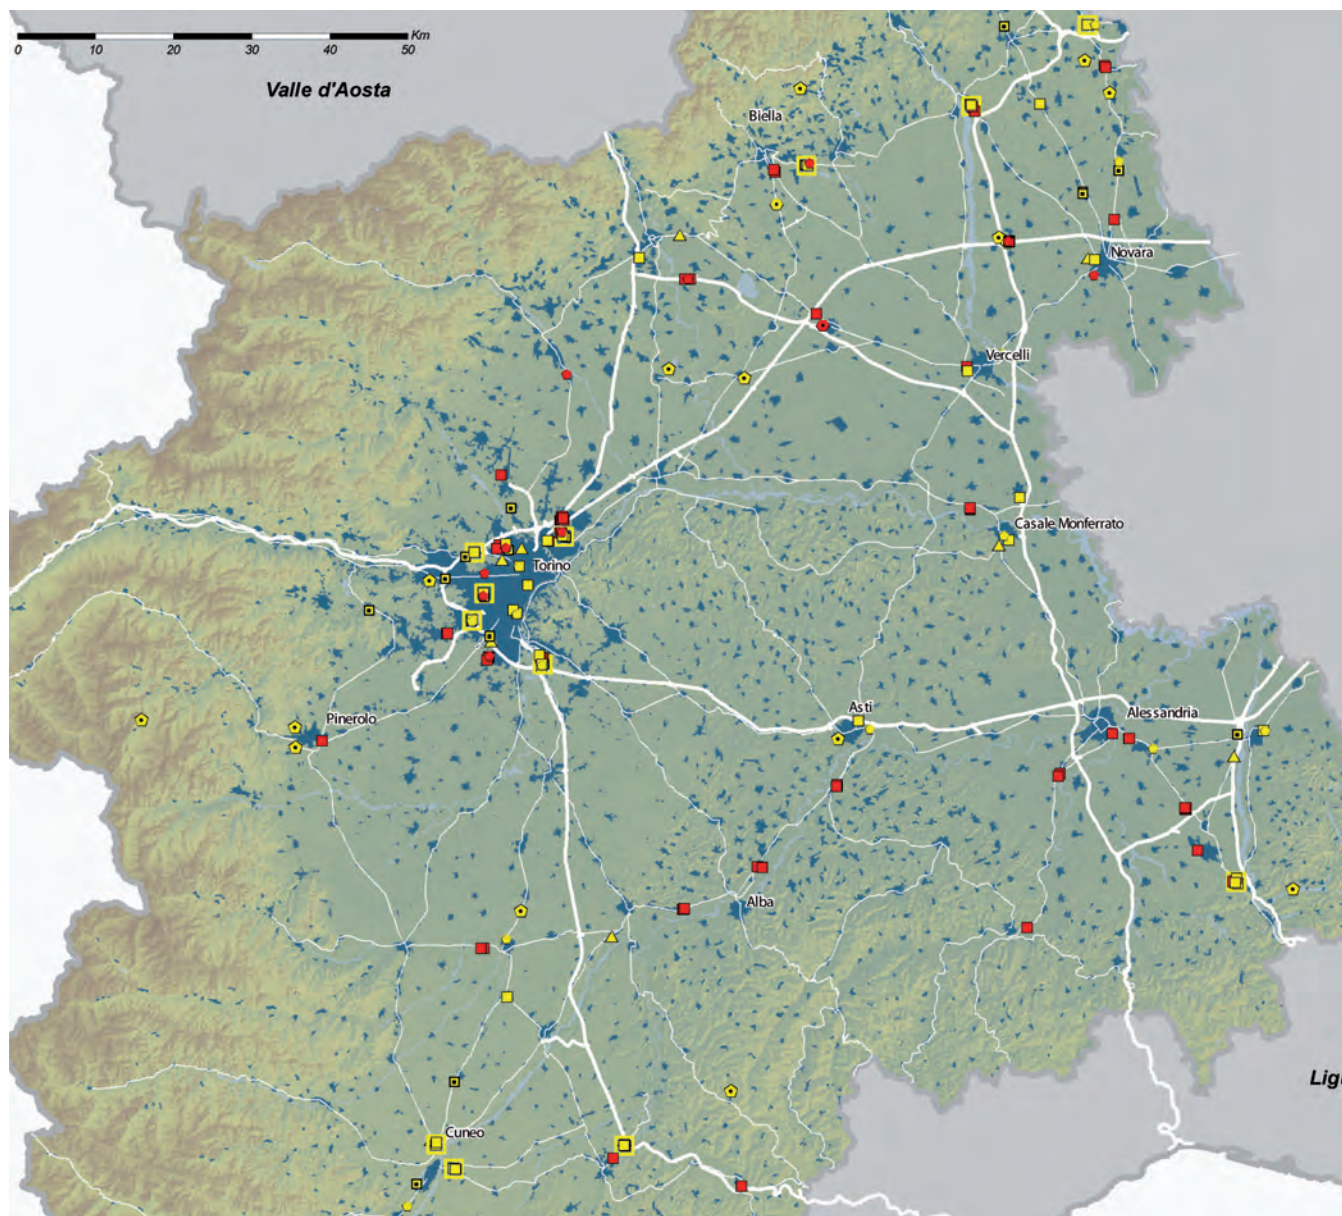 Km
0 10 20 30 40 50
Valle d'Aosta
Biella
Novara
Vercelli
Casale Monferrato
Torino
Pinerolo
Asti
Alessandria
Alba
Ligu
Cuneo